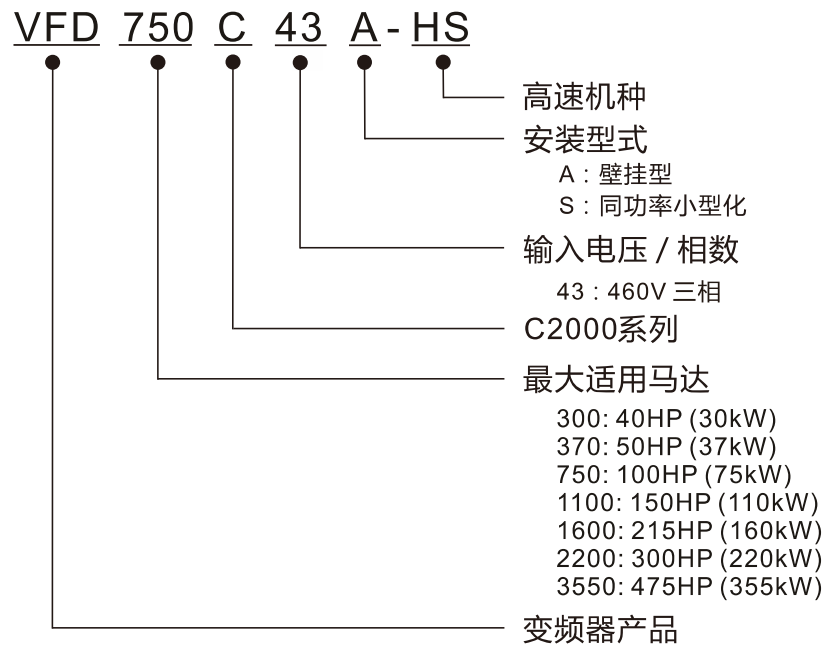 VFD 750 C 43 A - HS
高速机种
安装型式
A : 壁挂型
S : 同功率小型化
输入电压 / 相数
43 : 460V 三相
C2000系列
最大适用马达
300: 40HP (30kW)
370: 50HP (37kW)
750: 100HP (75kW)
1100: 150HP (110kW)
1600: 215HP (160kW)
2200: 300HP (220kW)
3550: 475HP (355kW)
变频器产品